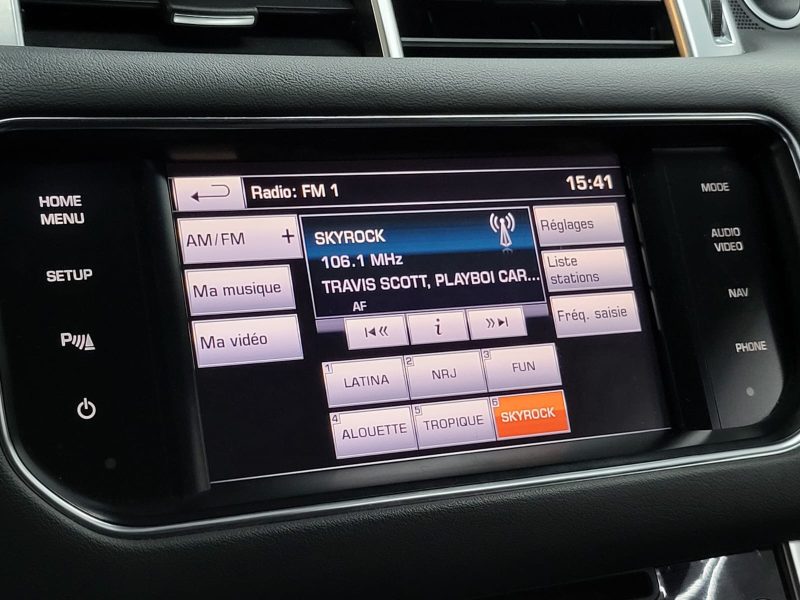 HOME
MENU
SETUP
P
Radio: FM 1
15:41
AM/FM +
Ma musique
Ma vidéo
SKYROCK
106.1 MHz
TRAVIS SCOTT, PLAYBOI CAR...
AF
i
Réglages
Liste
stations
Fréq. saisie
1 LATINA
2 NRJ
3 FUN
4 ALOUETTE
5 TROPIQUE
6 SKYROCK
MODE
AUDIO
VIDEO
NAV
PHONE